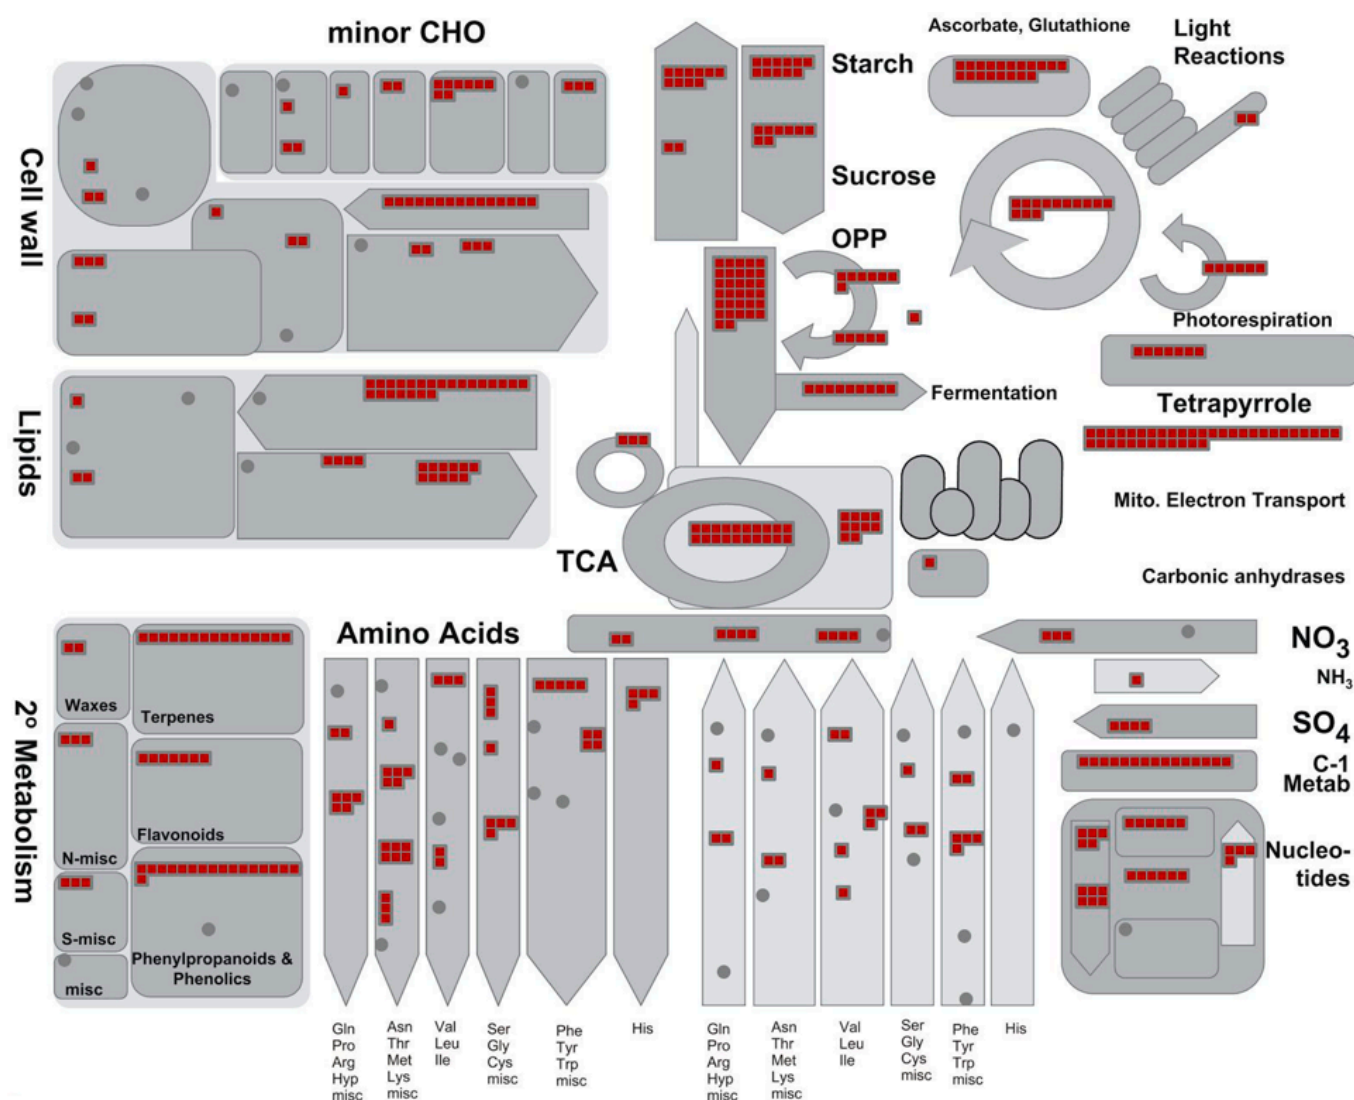 minor CHO
Ascorbate, Glutathione
Light
Reactions
Starch
Cell wall
Sucrose
OPP
Photorespiration
Fermentation
Tetrapyrrole
Lipids
Mito. Electron Transport
TCA
Carbonic anhydrases
Amino Acids
NO3
NH3
SO4
C-1
Metab
Nucleo-
tides
2º Metabolism
Waxes
Terpenes
N-misc
Flavonoids
S-misc
Phenylpropanoids &
Phenolics
misc
Gln
Pro
Arg
Hyp
misc
Asn
Thr
Met
Lys
misc
Val
Leu
Ile
Ser
Gly
Cys
misc
Phe
Tyr
Trp
misc
His
Gln
Pro
Arg
Hyp
misc
Asn
Thr
Met
Lys
misc
Val
Leu
Ile
Ser
Gly
Cys
misc
Phe
Tyr
Trp
misc
His